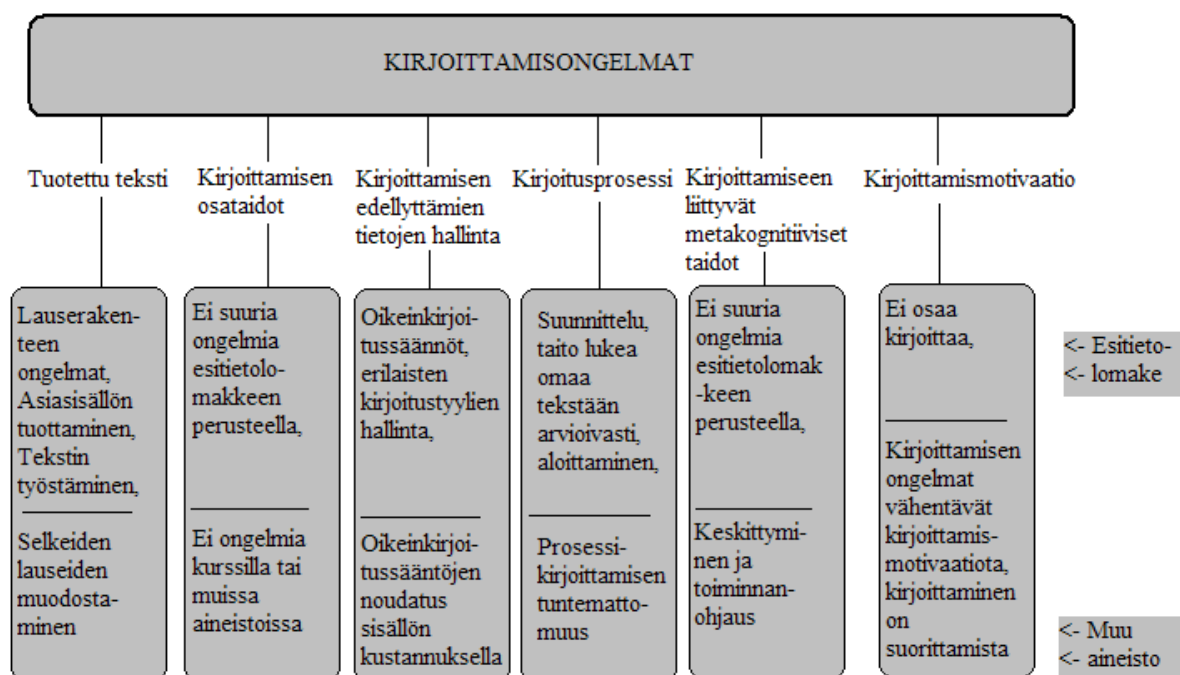 KIRJOITTAMISONGELMAT
Tuotettu teksti
Kirjoittamisen
osataidot
Kirjoittamisen
edellyttämien
tietojen hallinta
Kirjoitusprosessi
Kirjoittamiseen
liittyvät
metakognitiiviset
taidot
Kirjoittamismotivaatio
Lauseraken-
teen
ongelmat,
Asiasisällön
tuottaminen,
Tekstin
työstäminen,
Selkeiden
lauseiden
muodosta-
minen
Ei suuria
ongelmia
esitietolo-
makkeen
perusteella,
Ei ongelmia
kurssilla tai
muissa
aineistoissa
Oikeinkirjoi-
tussäännöt,
erilaisten
kirjoitustyylien
hallinta,
Oikeinkirjoi-
tussääntöjen
noudatus
sisällön
kustannuksella
Suunnittelu,
taito lukea
omaa
tekstään
arvioivasti,
aloittaminen,
Prosessi-
kirjoittamisen
tuntematto-
muus
Ei suuria
ongelmia
esitietolomak
-keen
perusteella,
Keskittymi-
nen ja
toiminnan-
ohjaus
Ei osaa
kirjoittaa,
Kirjoittamisen
ongelmat
vähentävät
kirjoittamis-
motivaatiota,
kirjoittaminen
on
suorittamista
<- Esitieto-
<- lomake
<- Muu
<- aineisto